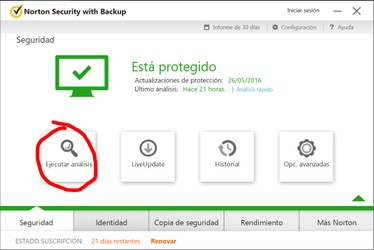 Norton Security with Backup
Iniciar sesión
Informe de 30 días
Configuración
? Ayuda
Seguridad
Está protegido
Actualizaciones de protección: 26/05/2016
Último análisis: Hace 21 horas. | Análisis rápido
Ejecutar análisis
LiveUpdate
Historial
Opc. avanzadas
Seguridad
Identidad
Copia de seguridad
Rendimiento
Más Norton
ESTADO SUSCRIPCIÓN: 21 días restantes Renovar